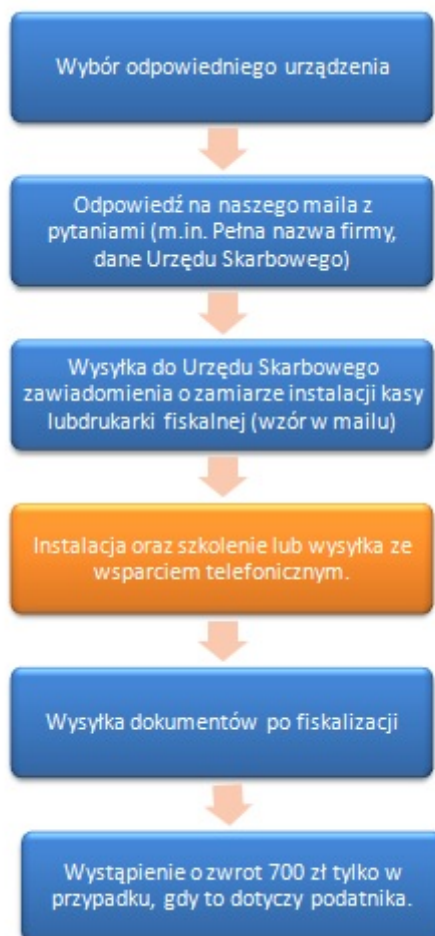 Wybór odpowiedniego urządzenia
Odpowiedź na naszego maila z
pytaniami (m.in. Pełna nazwa firmy,
dane Urzędu Skarbowego)
Wysyłka do Urzędu Skarbowego
zawiadomienia o zamiarze instalacji kasy
lubdrukarki fiskalnej (wzór w mailu)
Instalacja oraz szkolenie lub wysyłka ze
wsparciem telefonicznym.
Wysyłka dokumentów po fiskalizacji
Wystąpienie o zwrot 700 zł tylko w
przypadku, gdy to dotyczy podatnika.